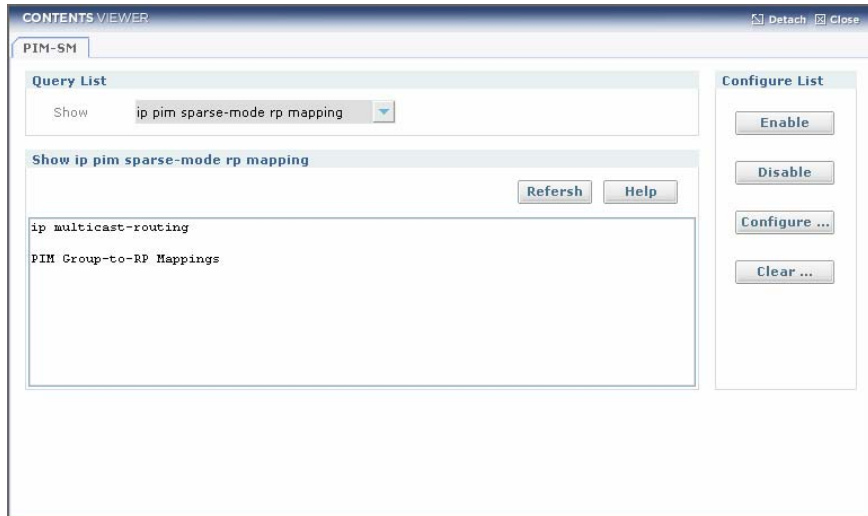 CONTENTS VIEWER
Detach Close
PIM-SM
Query List
Show ip pim sparse-mode rp mapping
Show ip pim sparse-mode rp mapping
Refersh Help
ip multicast-routing
PIM Group-to-RP Mappings
Configure List
Enable
Disable
Configure ...
Clear ...